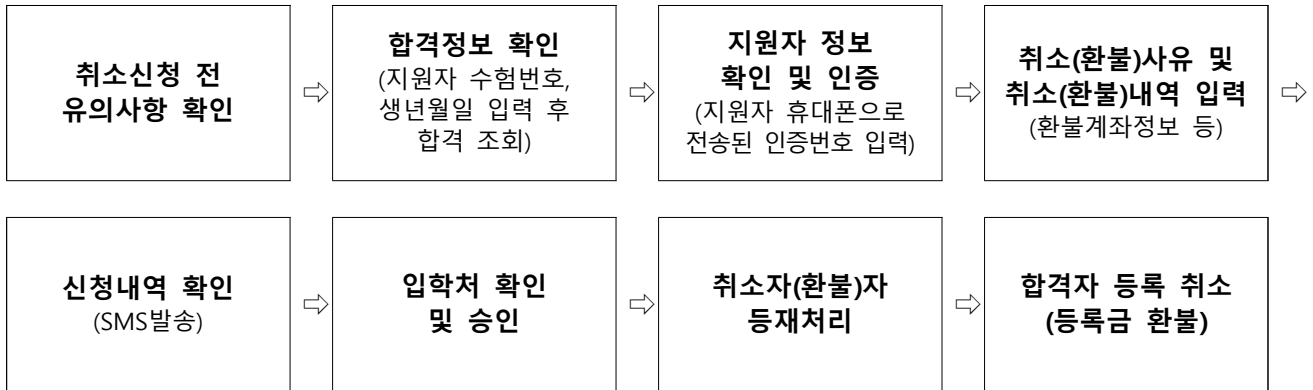 취소신청 전
유의사항 확인
⇨
합격정보 확인
(지원자 수험번호,
생년월일 입력 후
합격 조회)
⇨
지원자 정보
확인 및 인증
(지원자 휴대폰으로
전송된 인증번호 입력)
⇨
취소(환불)사유 및
취소(환불)내역 입력
(환불계좌정보 등)
⇨
신청내역 확인
(SMS발송)
⇨
입학처 확인
및 승인
⇨
취소자(환불)자
등재처리
⇨
합격자 등록 취소
(등록금 환불)